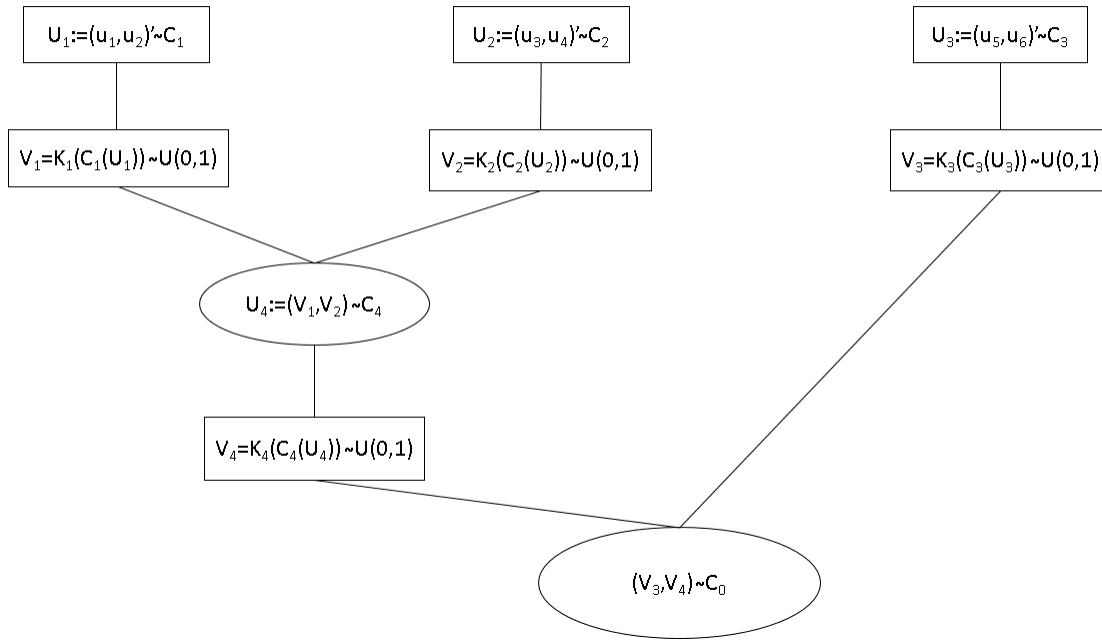 U₁:=(u₁,u₂)’~C₁
U₂:=(u₃,u₄)’~C₂
U₃:=(u₅,u₆)’~C₃
V₁=K₁(C₁(U₁))~U(0,1)
V₂=K₂(C₂(U₂))~U(0,1)
V₃=K₃(C₃(U₃))~U(0,1)
U₄:=(V₁,V₂)~C₄
V₄=K₄(C₄(U₄))~U(0,1)
(V₃,V₄)~C₀